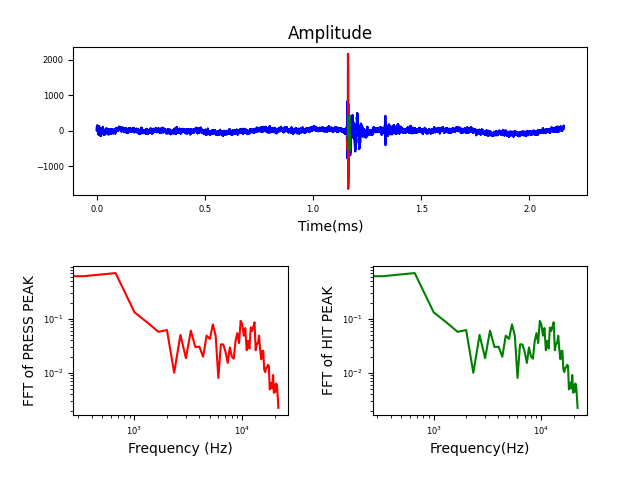 Amplitude
2000
1000
0
−1000
0.0 0.5 1.0 1.5 2.0
Time(ms)
FFT of PRESS PEAK
10⁻¹
10⁻²
10³ 10⁴
Frequency (Hz)
FFT of HIT PEAK
10⁻¹
10⁻²
10³ 10⁴
Frequency(Hz)